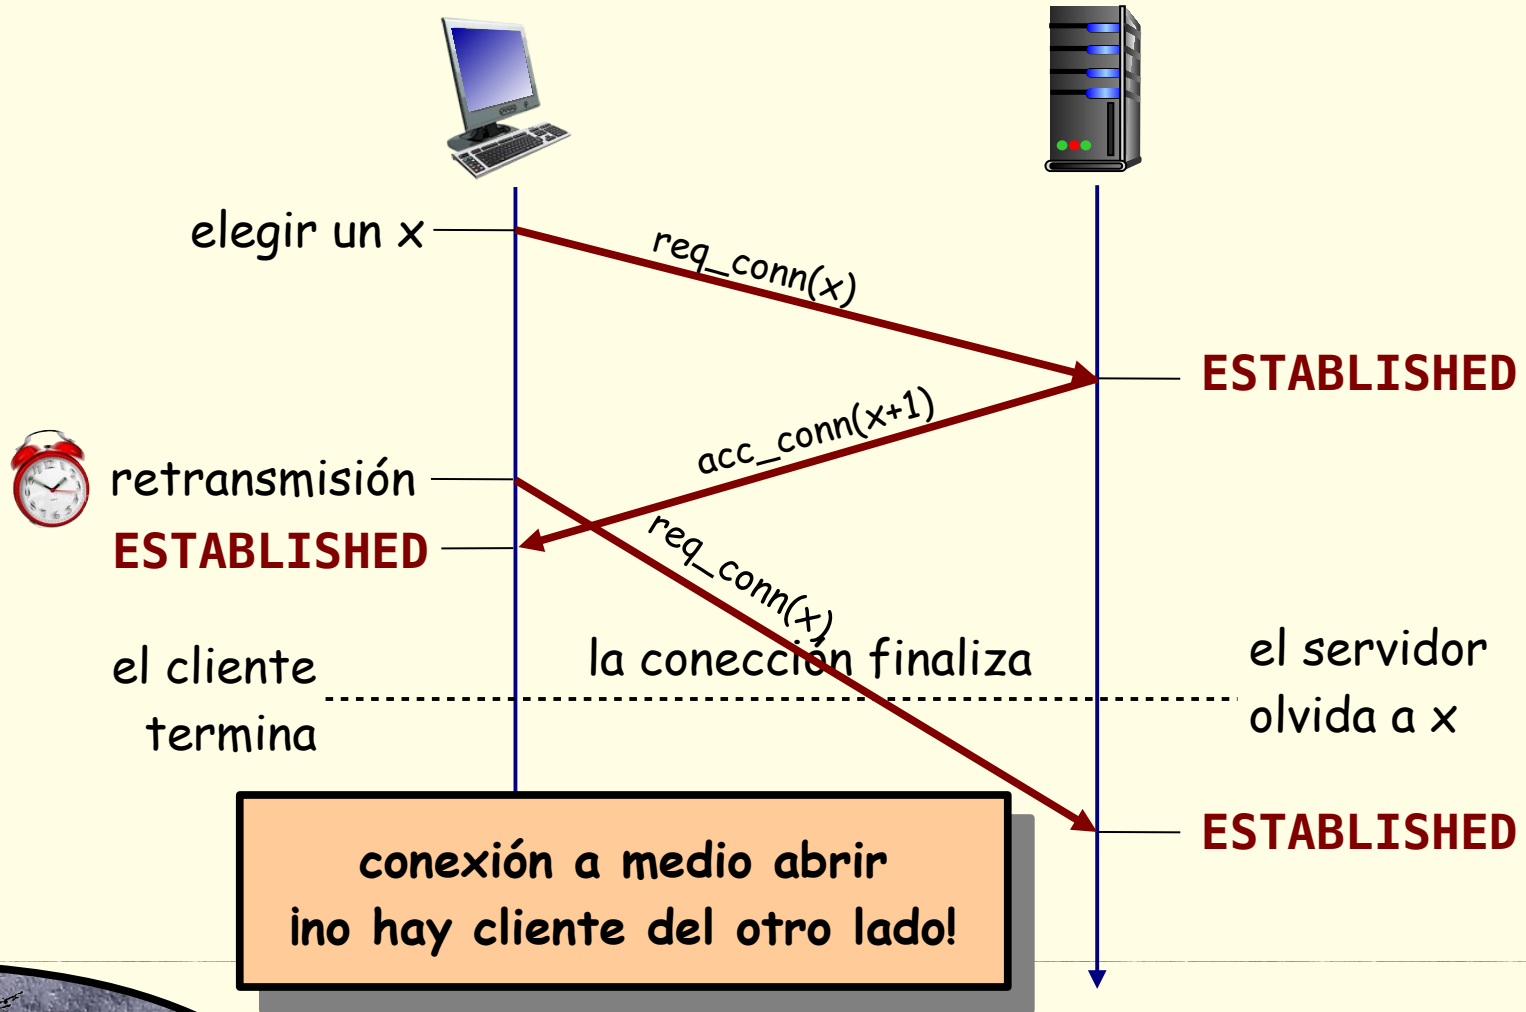 elegir un x
req_conn(x)
ESTABLISHED
acc_conn(x+1)
retransmisión
ESTABLISHED
req_conn(x)
el cliente
termina
la conección finaliza
el servidor
olvida a x
ESTABLISHED
conexión a medio abrir
¡no hay cliente del otro lado!